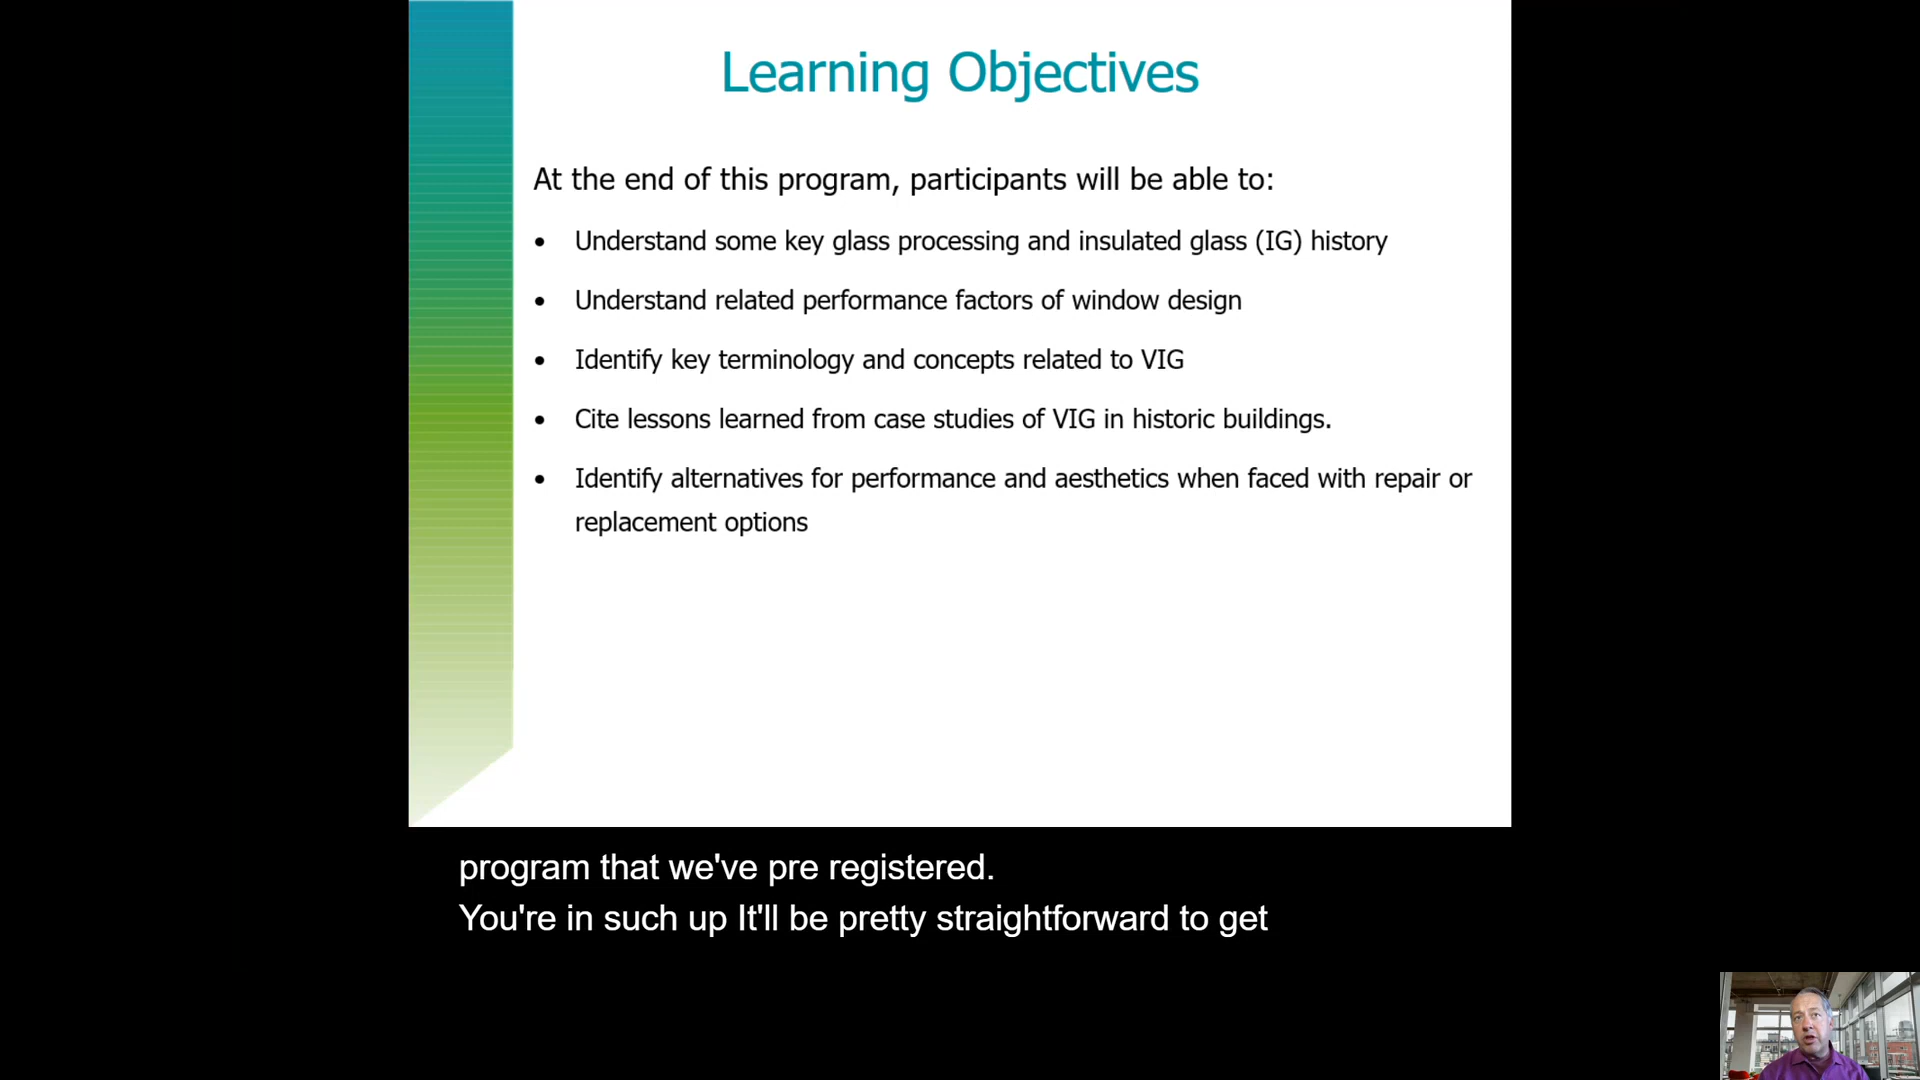 Learning Objectives
At the end of this program, participants will be able to:
• Understand some key glass processing and insulated glass (IG) history
• Understand related performance factors of window design
• Identify key terminology and concepts related to VIG
• Cite lessons learned from case studies of VIG in historic buildings.
• Identify alternatives for performance and aesthetics when faced with repair or
replacement options
program that we've pre registered.
You're in such up It'll be pretty straightforward to get